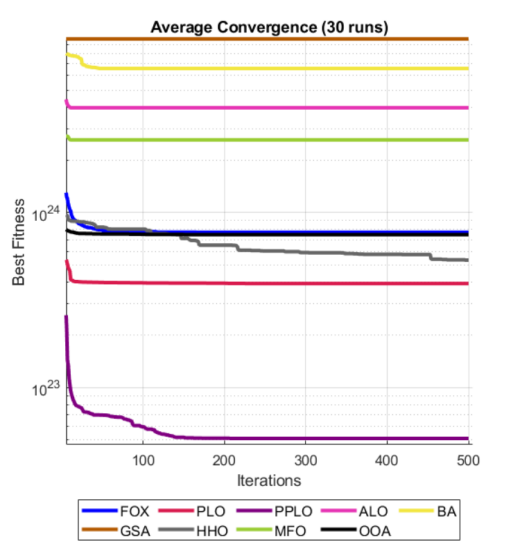 Average Convergence (30 runs)
Best Fitness
10^24
10^23
100 200 300 400 500
Iterations
FOX PLO PPLO ALO BA
GSA HHO MFO OOA